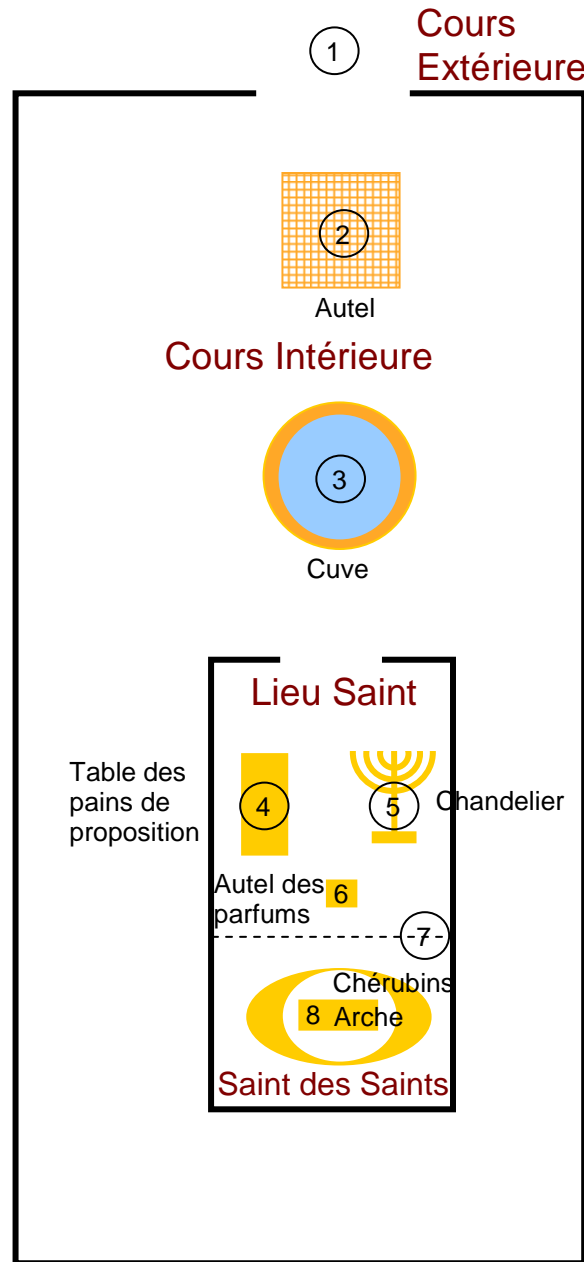 Cours
Extérieure
1
2
Autel
Cours Intérieure
3
Cuve
Lieu Saint
Table des
pains de
proposition
4
5
Chandelier
Autel des
parfums
6
7
Chérubins
8
Arche
Saint des Saints